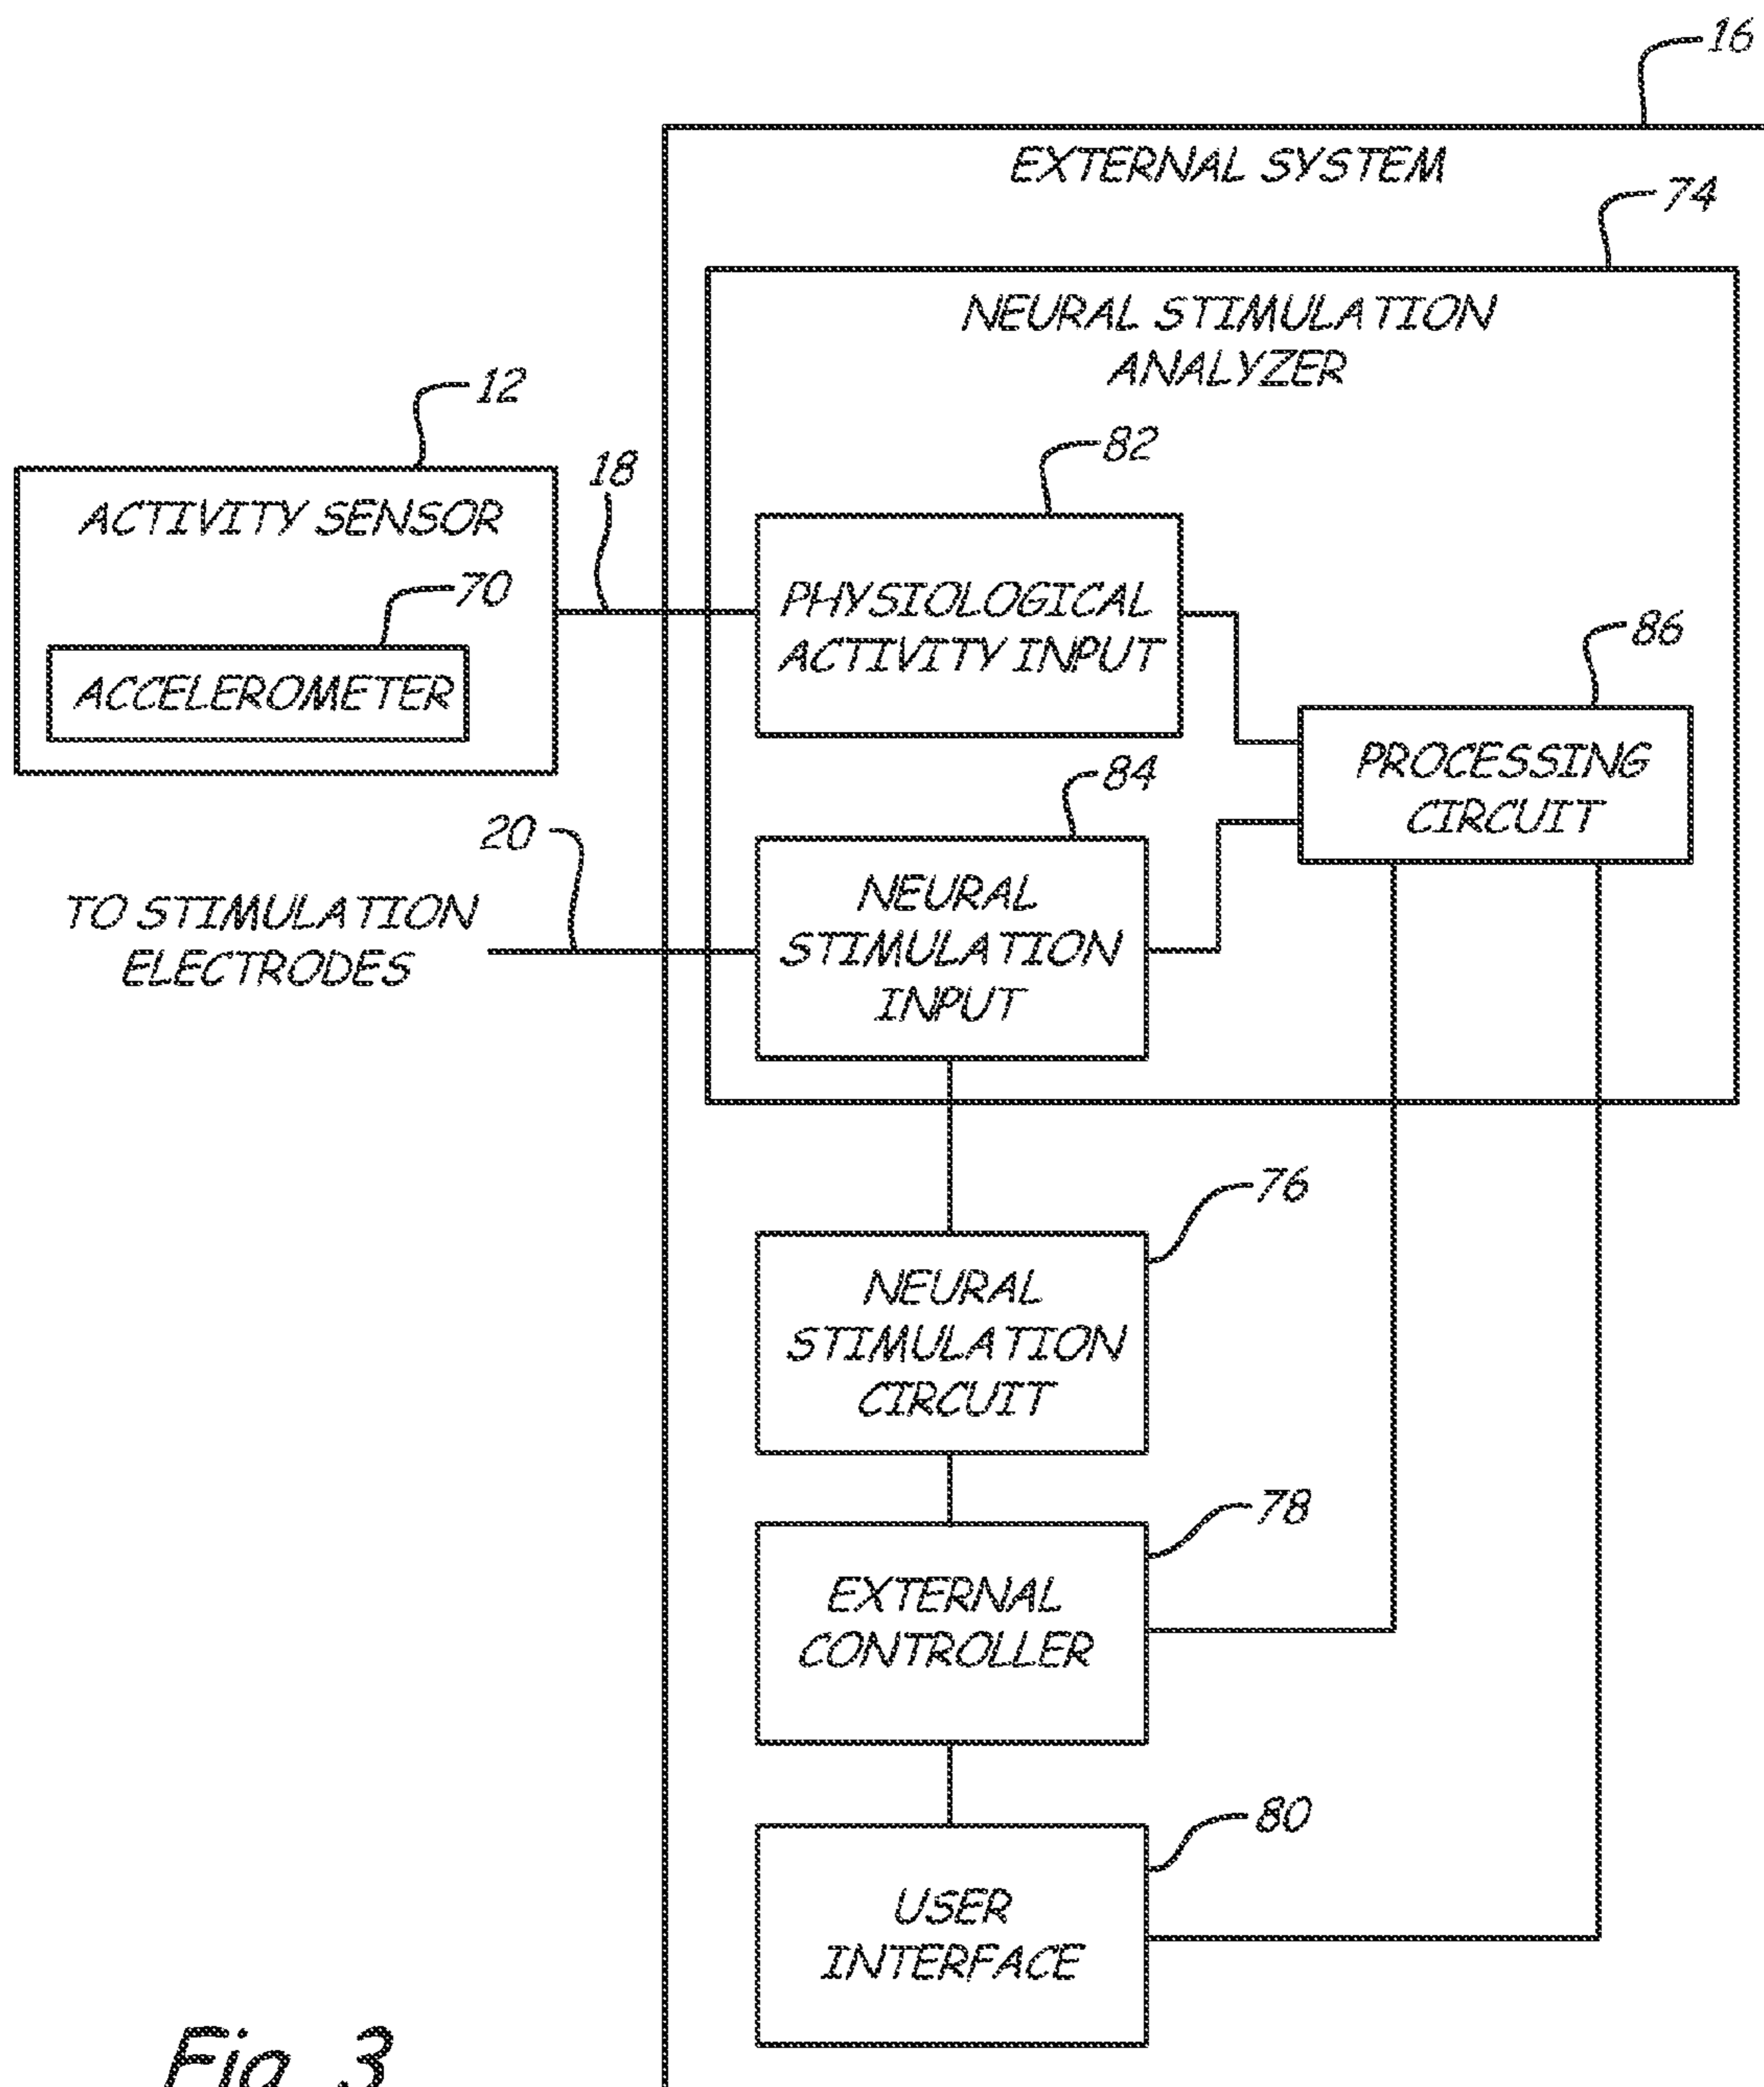 16
EXTERNAL SYSTEM
74
NEURAL STIMULATION
ANALYZER
12
ACTIVITY SENSOR
70
ACCELEROMETER
18
82
PHYSIOLOGICAL
ACTIVITY INPUT
86
PROCESSING
CIRCUIT
84
NEURAL
STIMULATION
INPUT
20
TO STIMULATION
ELECTRODES
76
NEURAL
STIMULATION
CIRCUIT
78
EXTERNAL
CONTROLLER
80
USER
INTERFACE
Fig. 3